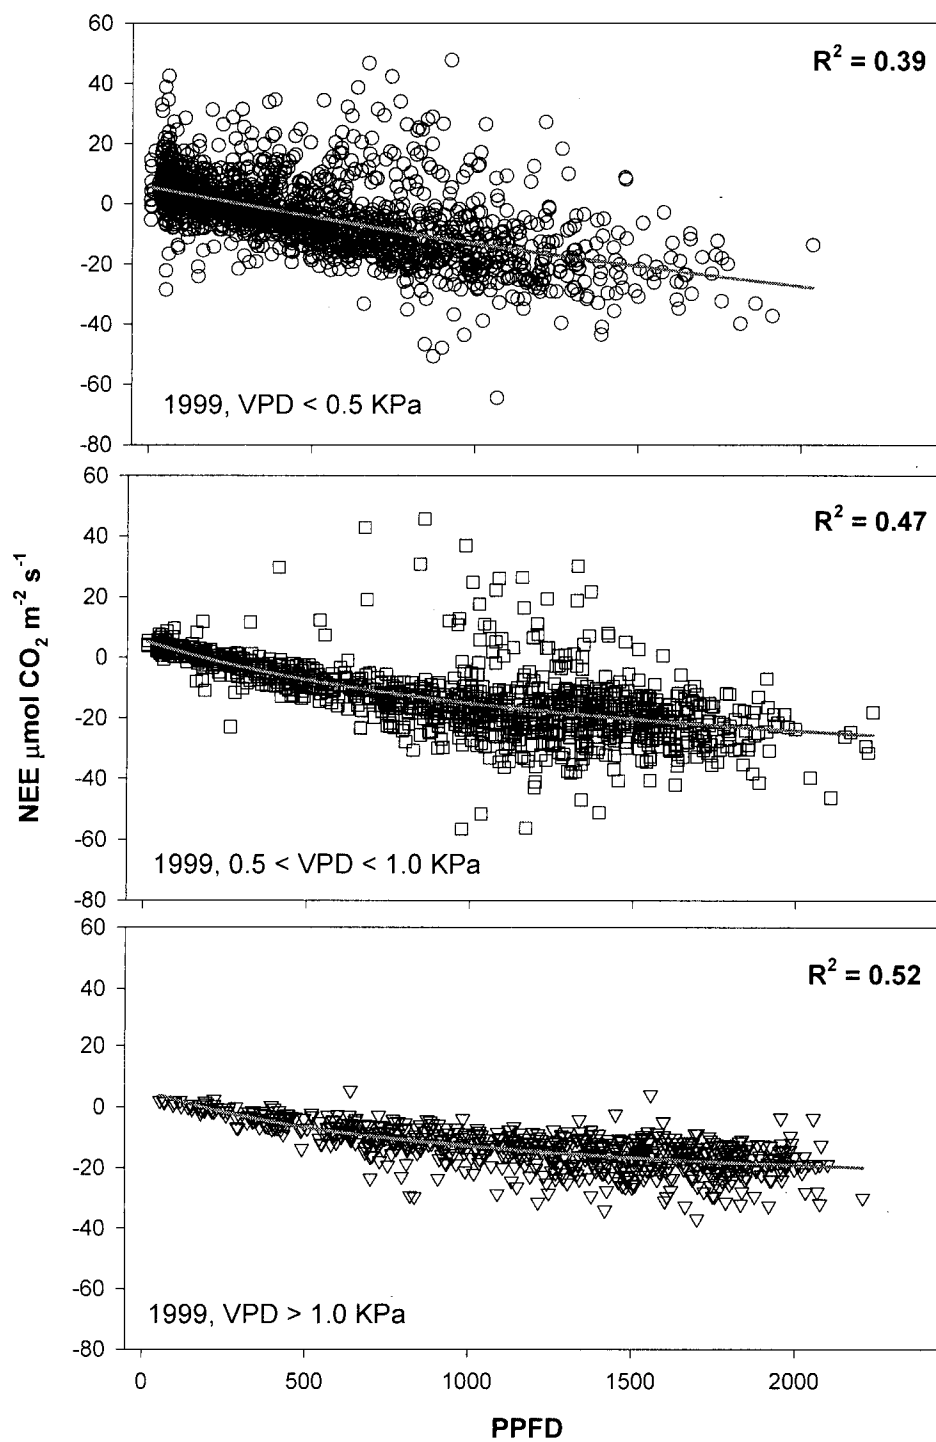 60
R² = 0.39
40
20
0
-20
-40
-60
1999, VPD < 0.5 KPa
-80
60
R² = 0.47
40
20
0
-20
-40
-60
1999, 0.5 < VPD < 1.0 KPa
-80
NEE μmol CO₂ m⁻² s⁻¹
60
R² = 0.52
40
20
0
-20
-40
-60
1999, VPD > 1.0 KPa
-80
0 500 1000 1500 2000
PPFD